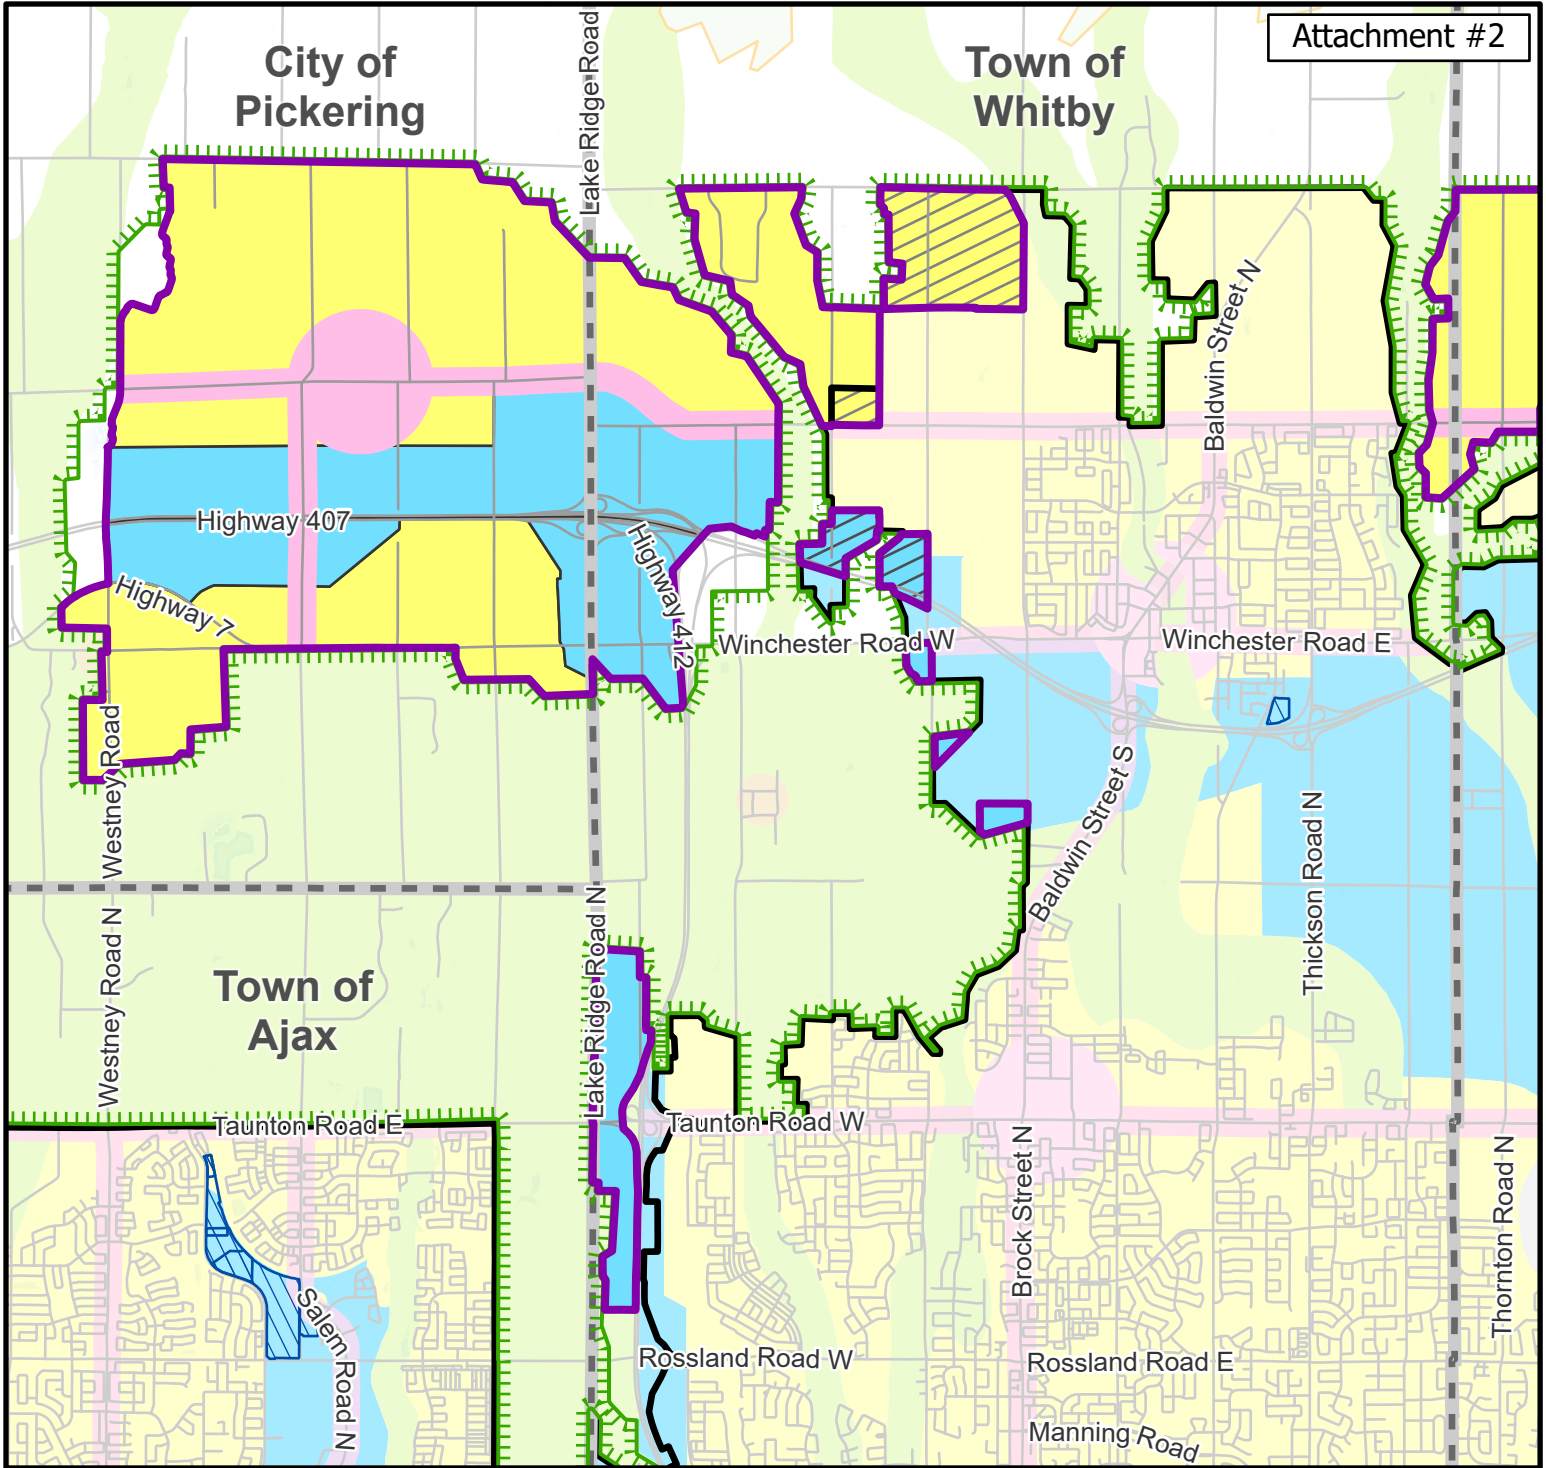 Attachment #2
City of
Pickering
Town of
Whitby
Lake Ridge Road
Baldwin Street N
Highway 407
Highway 412
Highway 7
Winchester Road W
Winchester Road E
Westney Road
Baldwin Street S
Thickson Road N
Westney Road N
Lake Ridge Road N
Town of
Ajax
Taunton Road E
Taunton Road W
Brock Street N
Thornton Road N
Salem Road N
Rossland Road W
Rossland Road E
Manning Road